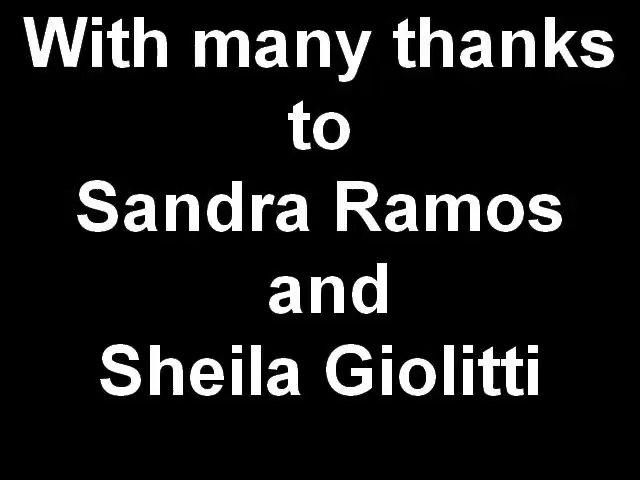 With many thanks
to
Sandra Ramos
and
Sheila Giolitti